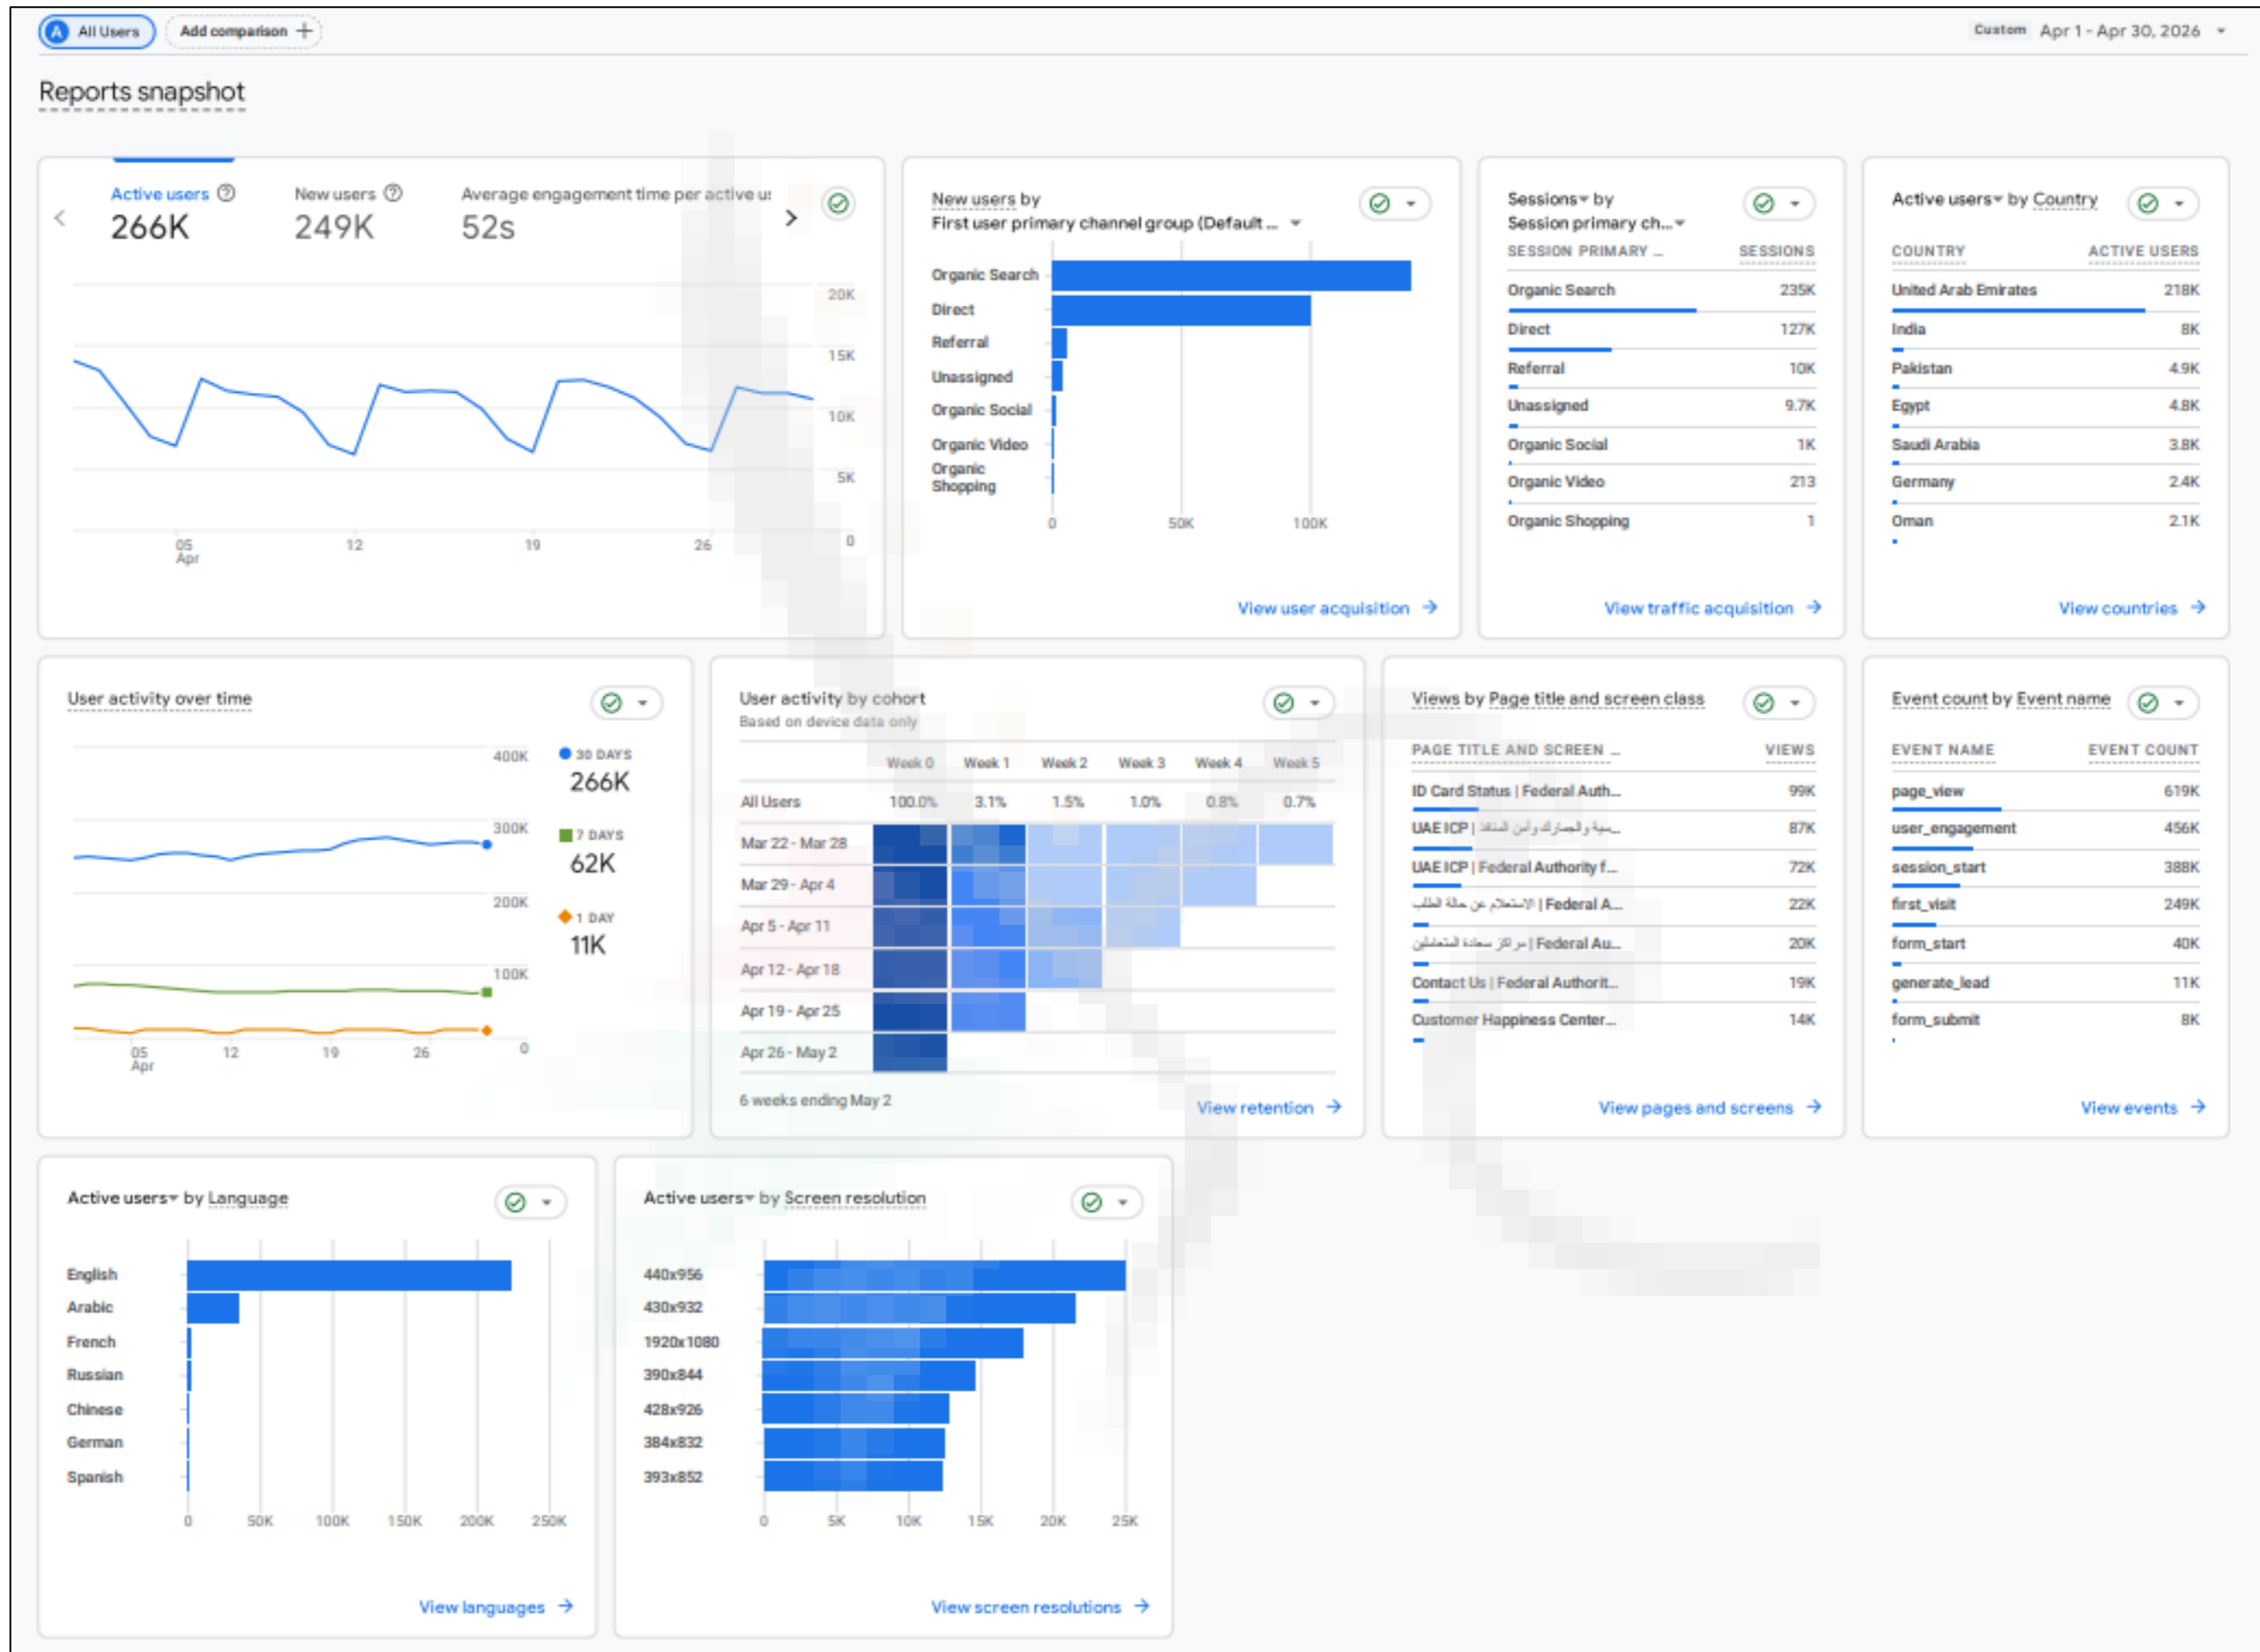 A All Users Add comparison + Custom Apr 1 - Apr 30, 2026
Reports snapshot
Active users New users Average engagement time per active u:
266K 249K 52s
20K
15K
10K
5K
0
05 12 19 26
Apr
New users by
First user primary channel group (Default ...
Organic Search
Direct
Referral
Unassigned
Organic Social
Organic Video
Organic
Shopping
0 50K 100K
View user acquisition
Sessions by
Session primary ch...
SESSION PRIMARY ... SESSIONS
Organic Search 235K
Direct 127K
Referral 10K
Unassigned 9.7K
Organic Social 1K
Organic Video 213
Organic Shopping 1
View traffic acquisition
Active users by Country
COUNTRY ACTIVE USERS
United Arab Emirates 218K
India 8K
Pakistan 4.9K
Egypt 4.8K
Saudi Arabia 3.8K
Germany 2.4K
Oman 2.1K
View countries
User activity over time
400K
300K
200K
100K
0
05 12 19 26
Apr
30 DAYS
266K
7 DAYS
62K
1 DAY
11K
User activity by cohort
Based on device data only
Week 0 Week 1 Week 2 Week 3 Week 4 Week 5
All Users 100.0% 3.1% 1.5% 1.0% 0.8% 0.7%
Mar 22 - Mar 28
Mar 29 - Apr 4
Apr 5 - Apr 11
Apr 12 - Apr 18
Apr 19 - Apr 25
Apr 26 - May 2
6 weeks ending May 2
View retention
Views by Page title and screen class
PAGE TITLE AND SCREEN ... VIEWS
ID Card Status | Federal Auth... 99K
UAE ICP | ...سية والجمارك وأمن المنافذ 87K
UAE ICP | Federal Authority f... 72K
الاستعلام عن حالة الطلب | Federal A... 22K
مراكز سعادة المتعاملين | Federal Au... 20K
Contact Us | Federal Authorit... 19K
Customer Happiness Center... 14K
View pages and screens
Event count by Event name
EVENT NAME EVENT COUNT
page_view 619K
user_engagement 456K
session_start 388K
first_visit 249K
form_start 40K
generate_lead 11K
form_submit 8K
View events
Active users by Language
English
Arabic
French
Russian
Chinese
German
Spanish
0 50K 100K 150K 200K 250K
View languages
Active users by Screen resolution
440x956
430x932
1920x1080
390x844
428x926
384x832
393x852
0 5K 10K 15K 20K 25K
View screen resolutions